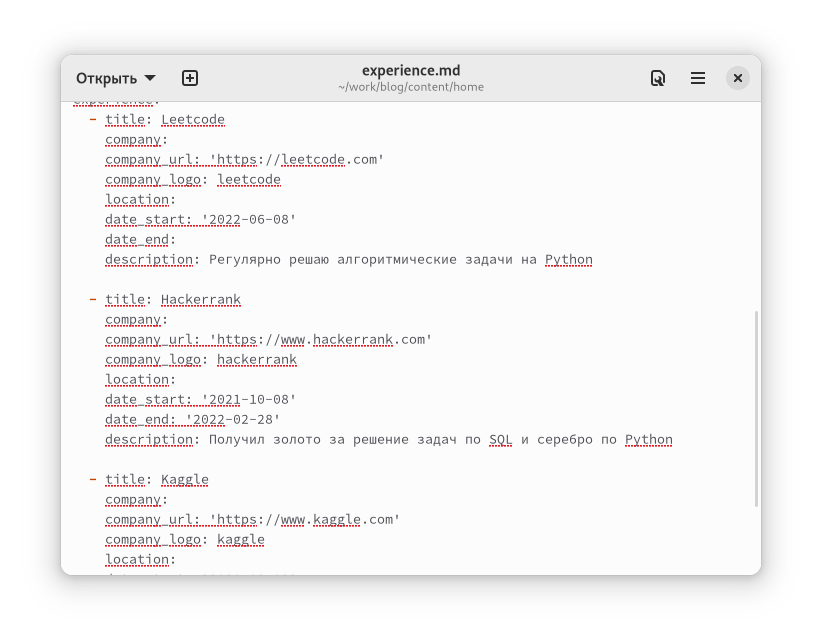 Открыть
experience.md
~/work/blog/content/home
experience:
- title: Leetcode
company:
company_url: 'https://leetcode.com'
company_logo: leetcode
location:
date_start: '2022-06-08'
date_end:
description: Регулярно решаю алгоритмические задачи на Python
- title: Hackerrank
company:
company_url: 'https://www.hackerrank.com'
company_logo: hackerrank
location:
date_start: '2021-10-08'
date_end: '2022-02-28'
description: Получил золото за решение задач по SQL и серебро по Python
- title: Kaggle
company:
company_url: 'https://www.kaggle.com'
company_logo: kaggle
location: